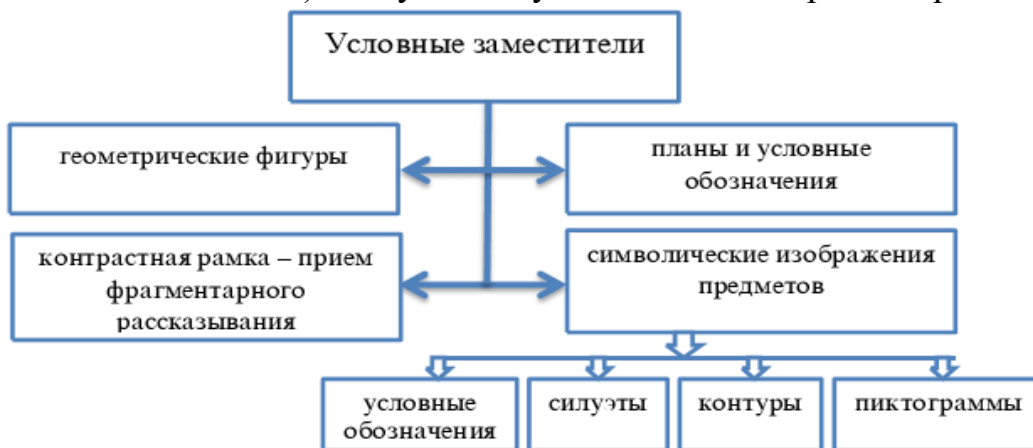 Условные заместители
геометрические фигуры
планы и условные
обозначения
контрастная рамка – прием
фрагментарного
рассказывания
символические изображения
предметов
условные
обозначения
силуэты
контуры
пиктограммы